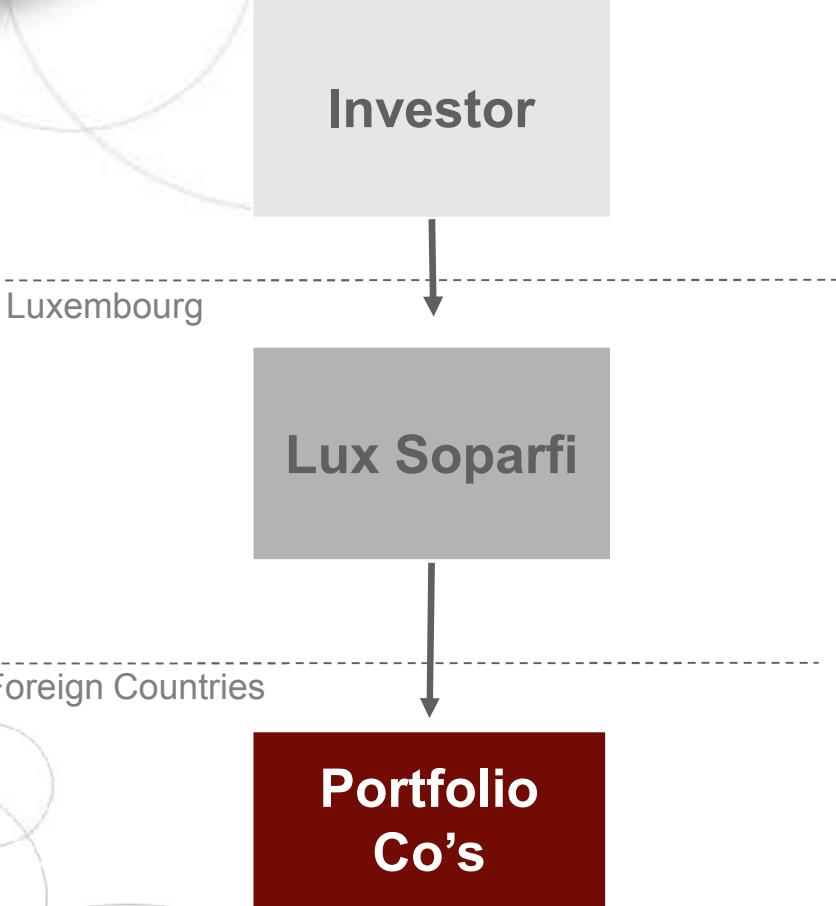 Investor
Luxembourg
Lux Soparfi
Foreign Countries
Portfolio
Co's